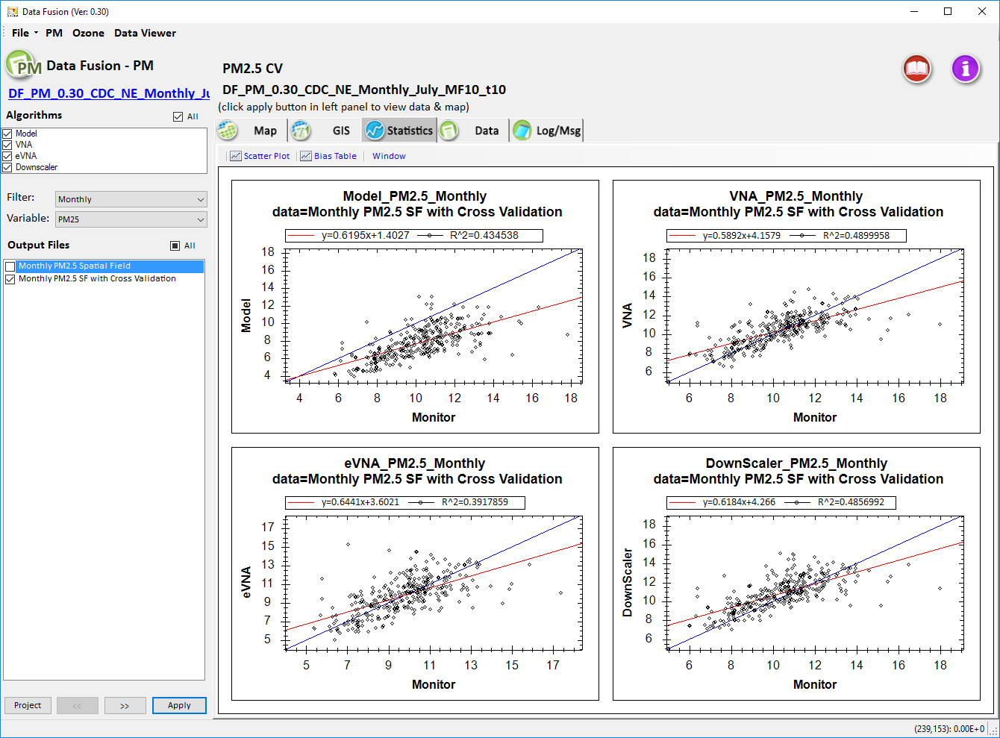 Data Fusion (Ver: 0.30)
File PM Ozone Data Viewer
PM Data Fusion - PM
DF_PM_0.30_CDC_NE_Monthly_Ju
Algorithms
All
Model
VNA
eVNA
Downscaler
Filter: Monthly
Variable: PM25
Output Files
All
Monthly PM2.5 Spatial Field
Monthly PM2.5 SF with Cross Validation
Project << >> Apply
PM2.5 CV
DF_PM_0.30_CDC_NE_Monthly_July_MF10_t10
(click apply button in left panel to view data & map)
Map GIS Statistics Data Log/Msg
Scatter Plot Bias Table Window
Model_PM2.5_Monthly
data=Monthly PM2.5 SF with Cross Validation
y=0.6195x+1.4027 R^2=0.434538
18
16
14
12
10
8
6
4
Model
4 6 8 10 12 14 16 18
Monitor
VNA_PM2.5_Monthly
data=Monthly PM2.5 SF with Cross Validation
y=0.5892x+4.1579 R^2=0.4899958
18
16
14
12
10
8
6
VNA
6 8 10 12 14 16 18
Monitor
eVNA_PM2.5_Monthly
data=Monthly PM2.5 SF with Cross Validation
y=0.6441x+3.6021 R^2=0.3917859
17
15
13
11
9
7
5
eVNA
5 7 9 11 13 15 17
Monitor
DownScaler_PM2.5_Monthly
data=Monthly PM2.5 SF with Cross Validation
y=0.6184x+4.266 R^2=0.4856992
18
16
14
12
10
8
6
DownScaler
6 8 10 12 14 16 18
Monitor
(239,153): 0.00E+0